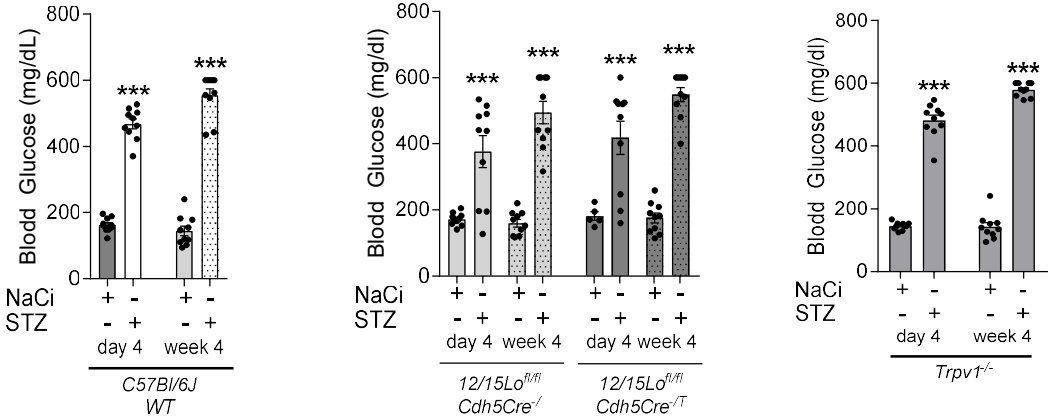 Blodd Glucose (mg/dL)
800
600
400
200
0
***
***
NaCi + - + -
STZ - + - +
day 4 week 4
C57Bl/6J
WT
Blodd Glucose (mg/dl)
800
600
400
200
0
***
***
***
***
+ - + - + - + -
- + - + - + - +
day 4 week 4 day 4 week 4
12/15Lo^fl/fl 12/15Lo^fl/fl
Cdh5Cre^-/ Cdh5Cre^-/T
Blodd Glucose (mg/dl)
800
600
400
200
0
***
***
NaCi + - + -
STZ - + - +
day 4 week 4
Trpv1^-/-